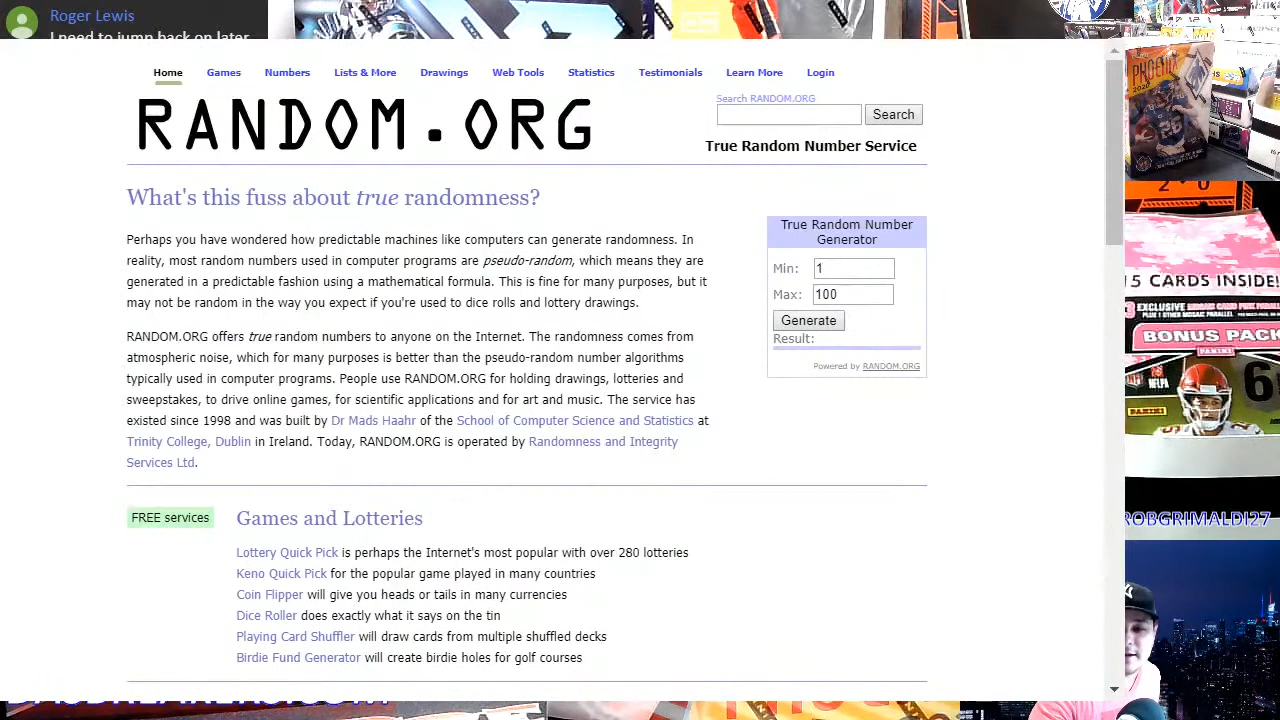 Roger Lewis
I need to jump back on later
Home Games Numbers Lists & More Drawings Web Tools Statistics Testimonials Learn More Login
RANDOM.ORG
Search RANDOM.ORG
Search
True Random Number Service
What's this fuss about true randomness?
Perhaps you have wondered how predictable machines like computers can generate randomness. In
reality, most random numbers used in computer programs are pseudo-random, which means they are
generated in a predictable fashion using a mathematical formula. This is fine for many purposes, but it
may not be random in the way you expect if you're used to dice rolls and lottery drawings.
RANDOM.ORG offers true random numbers to anyone on the Internet. The randomness comes from
atmospheric noise, which for many purposes is better than the pseudo-random number algorithms
typically used in computer programs. People use RANDOM.ORG for holding drawings, lotteries and
sweepstakes, to drive online games, for scientific applications and for art and music. The service has
existed since 1998 and was built by Dr Mads Haahr of the School of Computer Science and Statistics at
Trinity College, Dublin in Ireland. Today, RANDOM.ORG is operated by Randomness and Integrity
Services Ltd.
True Random Number
Generator
Min: 1
Max: 100
Generate
Result:
Powered by RANDOM.ORG
FREE services
Games and Lotteries
Lottery Quick Pick is perhaps the Internet's most popular with over 280 lotteries
Keno Quick Pick for the popular game played in many countries
Coin Flipper will give you heads or tails in many currencies
Dice Roller does exactly what it says on the tin
Playing Card Shuffler will draw cards from multiple shuffled decks
Birdie Fund Generator will create birdie holes for golf courses
PHOENIX
2020
2 0
5 CARDS INSIDE!
BONUS PACK
PANINI
NFL NFLPA
6
PANINI
ROBGRIMALDI27